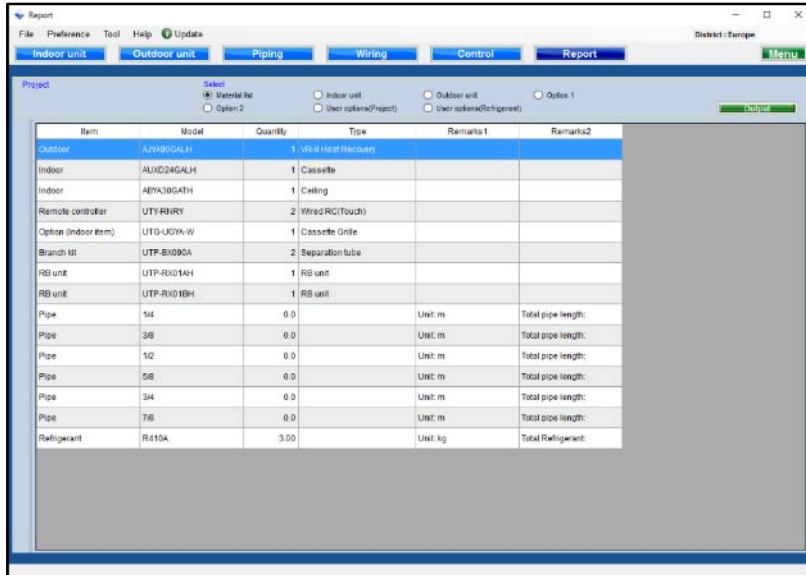 Report
File Preference Tool Help Update District : Europe
Indoor unit Outdoor unit Piping Wiring Control Report Menu
Project Select
Material list Indoor unit Outdoor unit Option 1
Option 2 User options(Project) User options(Refrigerant) Output
Item Model Quantity Type Remarks1 Remarks2
Outdoor AJYA90GALH 1 VR-II Heat Recovery
Indoor AUXD24GALH 1 Cassette
Indoor ABYA30GATH 1 Ceiling
Remote controller UTY-RNRY 2 Wired RC(Touch)
Option (Indoor item) UTG-UGYA-W 1 Cassette Grille
Branch kit UTP-BX090A 2 Separation tube
RB unit UTP-RX01AH 1 RB unit
RB unit UTP-RX01BH 1 RB unit
Pipe 1/4 0.0 Unit: m Total pipe length:
Pipe 3/8 0.0 Unit: m Total pipe length:
Pipe 1/2 0.0 Unit: m Total pipe length:
Pipe 5/8 0.0 Unit: m Total pipe length:
Pipe 3/4 0.0 Unit: m Total pipe length:
Pipe 7/8 0.0 Unit: m Total pipe length:
Refrigerant R410A 3.00 Unit: kg Total Refrigerant: